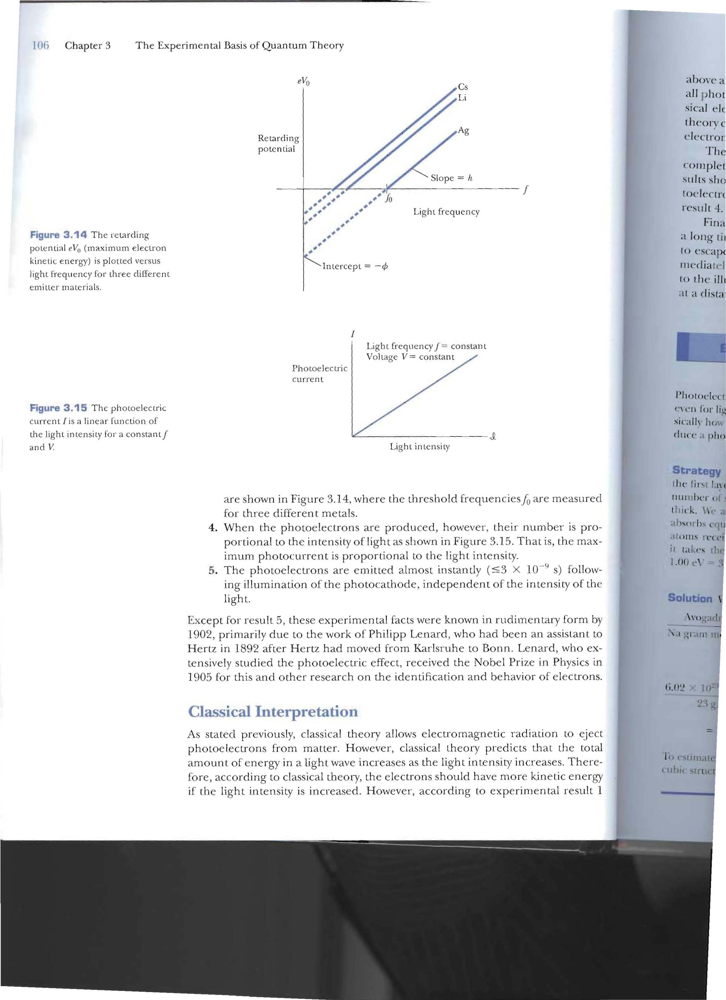 106 Chapter 3 The Experimental Basis of Quantum Theory
eV₀
Cs
Li
Ag
Retarding
potential
Slope = h
f
f₀
Light frequency
Intercept = −ϕ
Figure 3.14 The retarding
potential eV₀ (maximum electron
kinetic energy) is plotted versus
light frequency for three different
emitter materials.
I
Light frequency f = constant
Voltage V = constant
Photoelectric
current
ℐ
Light intensity
Figure 3.15 The photoelectric
current I is a linear function of
the light intensity for a constant f
and V.
are shown in Figure 3.14, where the threshold frequencies f₀ are measured
for three different metals.
4. When the photoelectrons are produced, however, their number is pro-
portional to the intensity of light as shown in Figure 3.15. That is, the max-
imum photocurrent is proportional to the light intensity.
5. The photoelectrons are emitted almost instantly (≤3 × 10⁻⁹ s) follow-
ing illumination of the photocathode, independent of the intensity of the
light.
Except for result 5, these experimental facts were known in rudimentary form by
1902, primarily due to the work of Philipp Lenard, who had been an assistant to
Hertz in 1892 after Hertz had moved from Karlsruhe to Bonn. Lenard, who ex-
tensively studied the photoelectric effect, received the Nobel Prize in Physics in
1905 for this and other research on the identification and behavior of electrons.
Classical Interpretation
As stated previously, classical theory allows electromagnetic radiation to eject
photoelectrons from matter. However, classical theory predicts that the total
amount of energy in a light wave increases as the light intensity increases. There-
fore, according to classical theory, the electrons should have more kinetic energy
if the light intensity is increased. However, according to experimental result 1
above a
all phot
sical ele
theory c
electron
The
complet
sults sho
toelectro
result 4.
Fina
a long ti
to escape
mediatel
to the ill
at a dista
Photoelect
even for lig
sically how
duce a pho
Strategy
the first lay
number of
thick. We a
absorbs equ
atoms recei
it takes the
1.00 eV =
Solution
Avogadr
Na gram m
6.02 × 10²³
23 g
=
To estimate
cubic struct